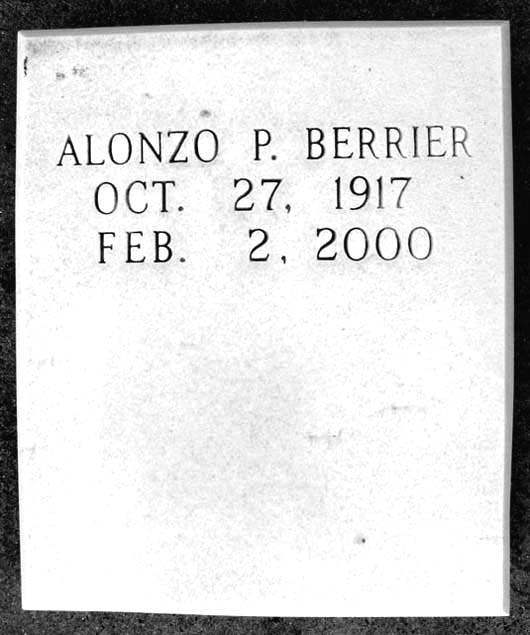 ALONZO P. BERRIER
OCT. 27, 1917
FEB. 2, 2000